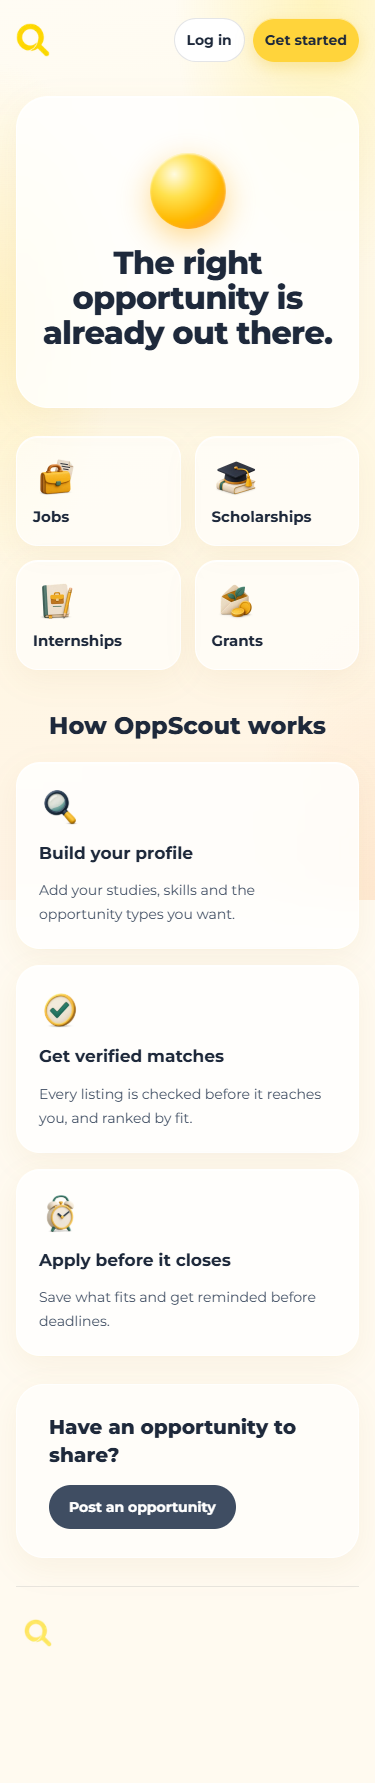 Log in
Get started
The right
opportunity is
already out there.
Jobs
Scholarships
Internships
Grants
How OppScout works
Build your profile
Add your studies, skills and the
opportunity types you want.
Get verified matches
Every listing is checked before it reaches
you, and ranked by fit.
Apply before it closes
Save what fits and get reminded before
deadlines.
Have an opportunity to
share?
Post an opportunity